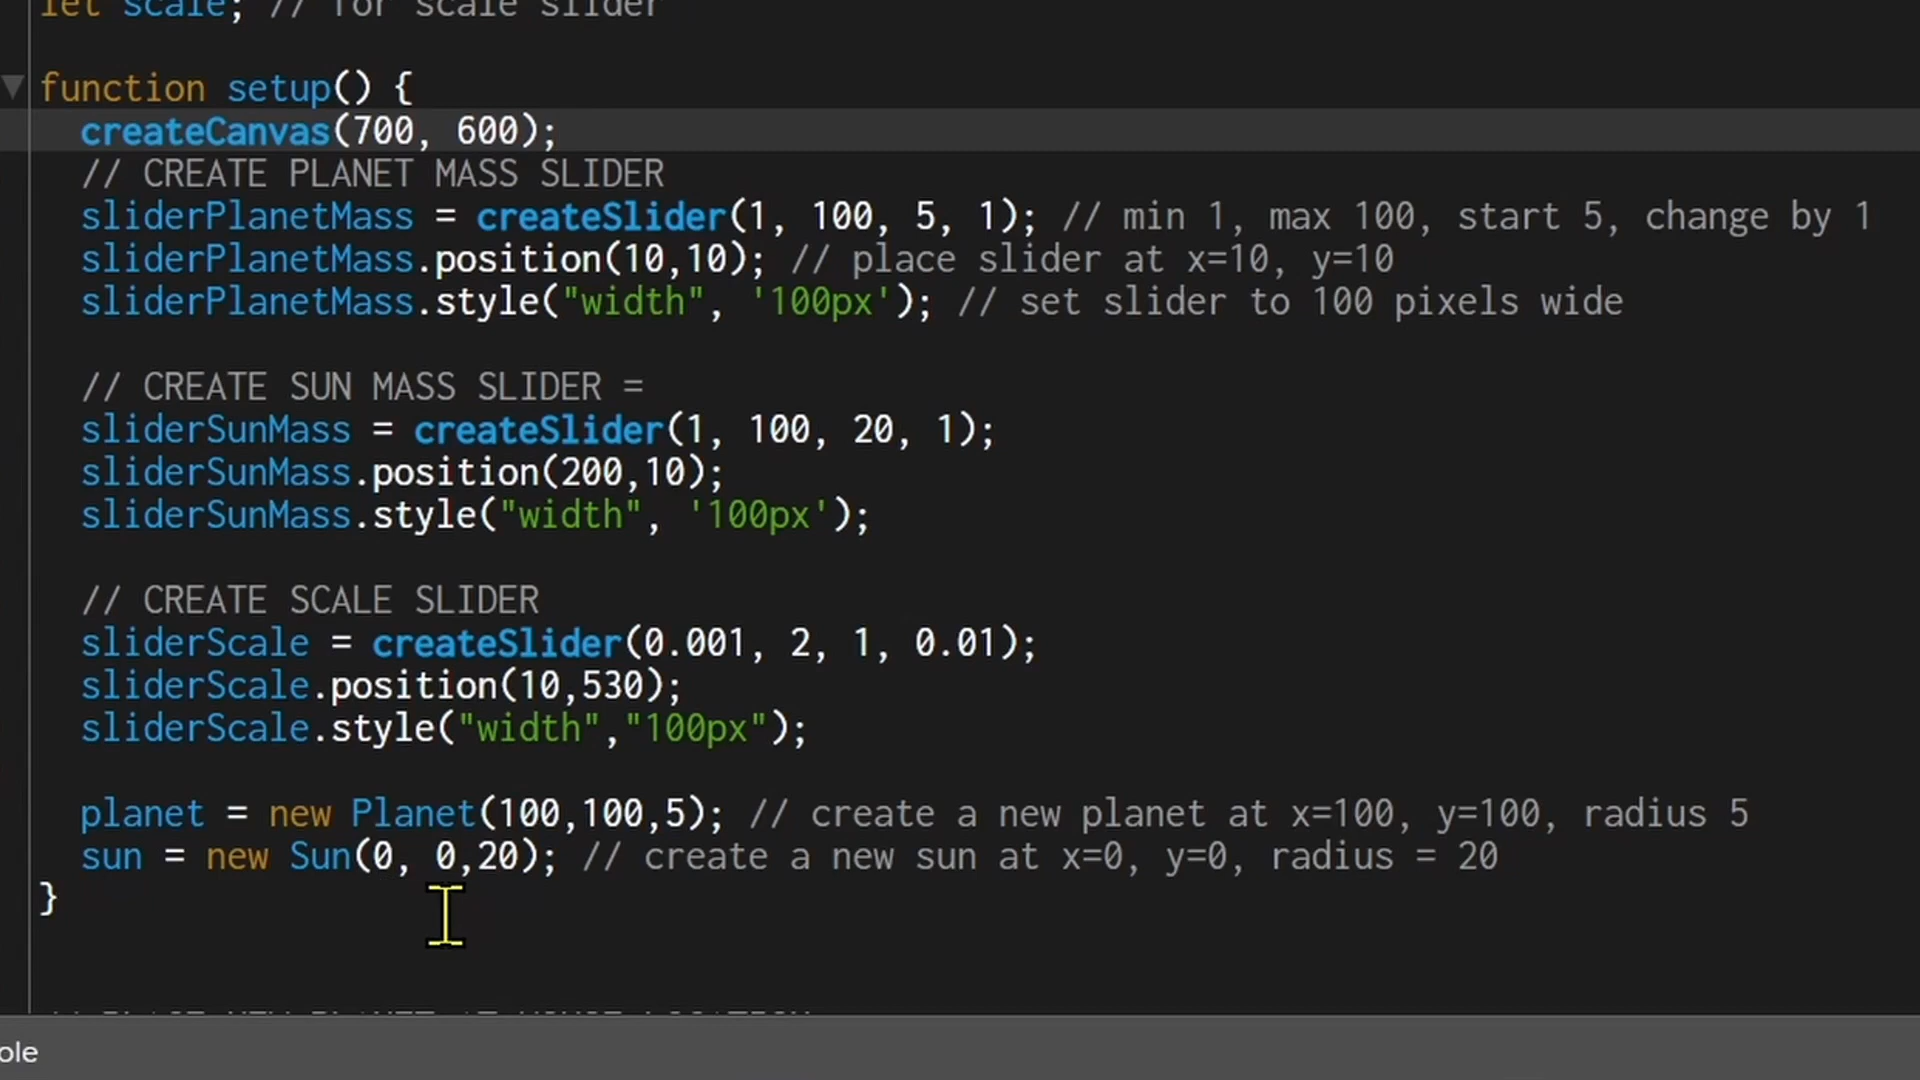 let scale; // for scale slider
function setup() {
createCanvas(700, 600);
// CREATE PLANET MASS SLIDER
sliderPlanetMass = createSlider(1, 100, 5, 1); // min 1, max 100, start 5, change by 1
sliderPlanetMass.position(10,10); // place slider at x=10, y=10
sliderPlanetMass.style("width", '100px'); // set slider to 100 pixels wide
// CREATE SUN MASS SLIDER =
sliderSunMass = createSlider(1, 100, 20, 1);
sliderSunMass.position(200,10);
sliderSunMass.style("width", '100px');
// CREATE SCALE SLIDER
sliderScale = createSlider(0.001, 2, 1, 0.01);
sliderScale.position(10,530);
sliderScale.style("width","100px");
planet = new Planet(100,100,5); // create a new planet at x=100, y=100, radius 5
sun = new Sun(0, 0,20); // create a new sun at x=0, y=0, radius = 20
}
ole